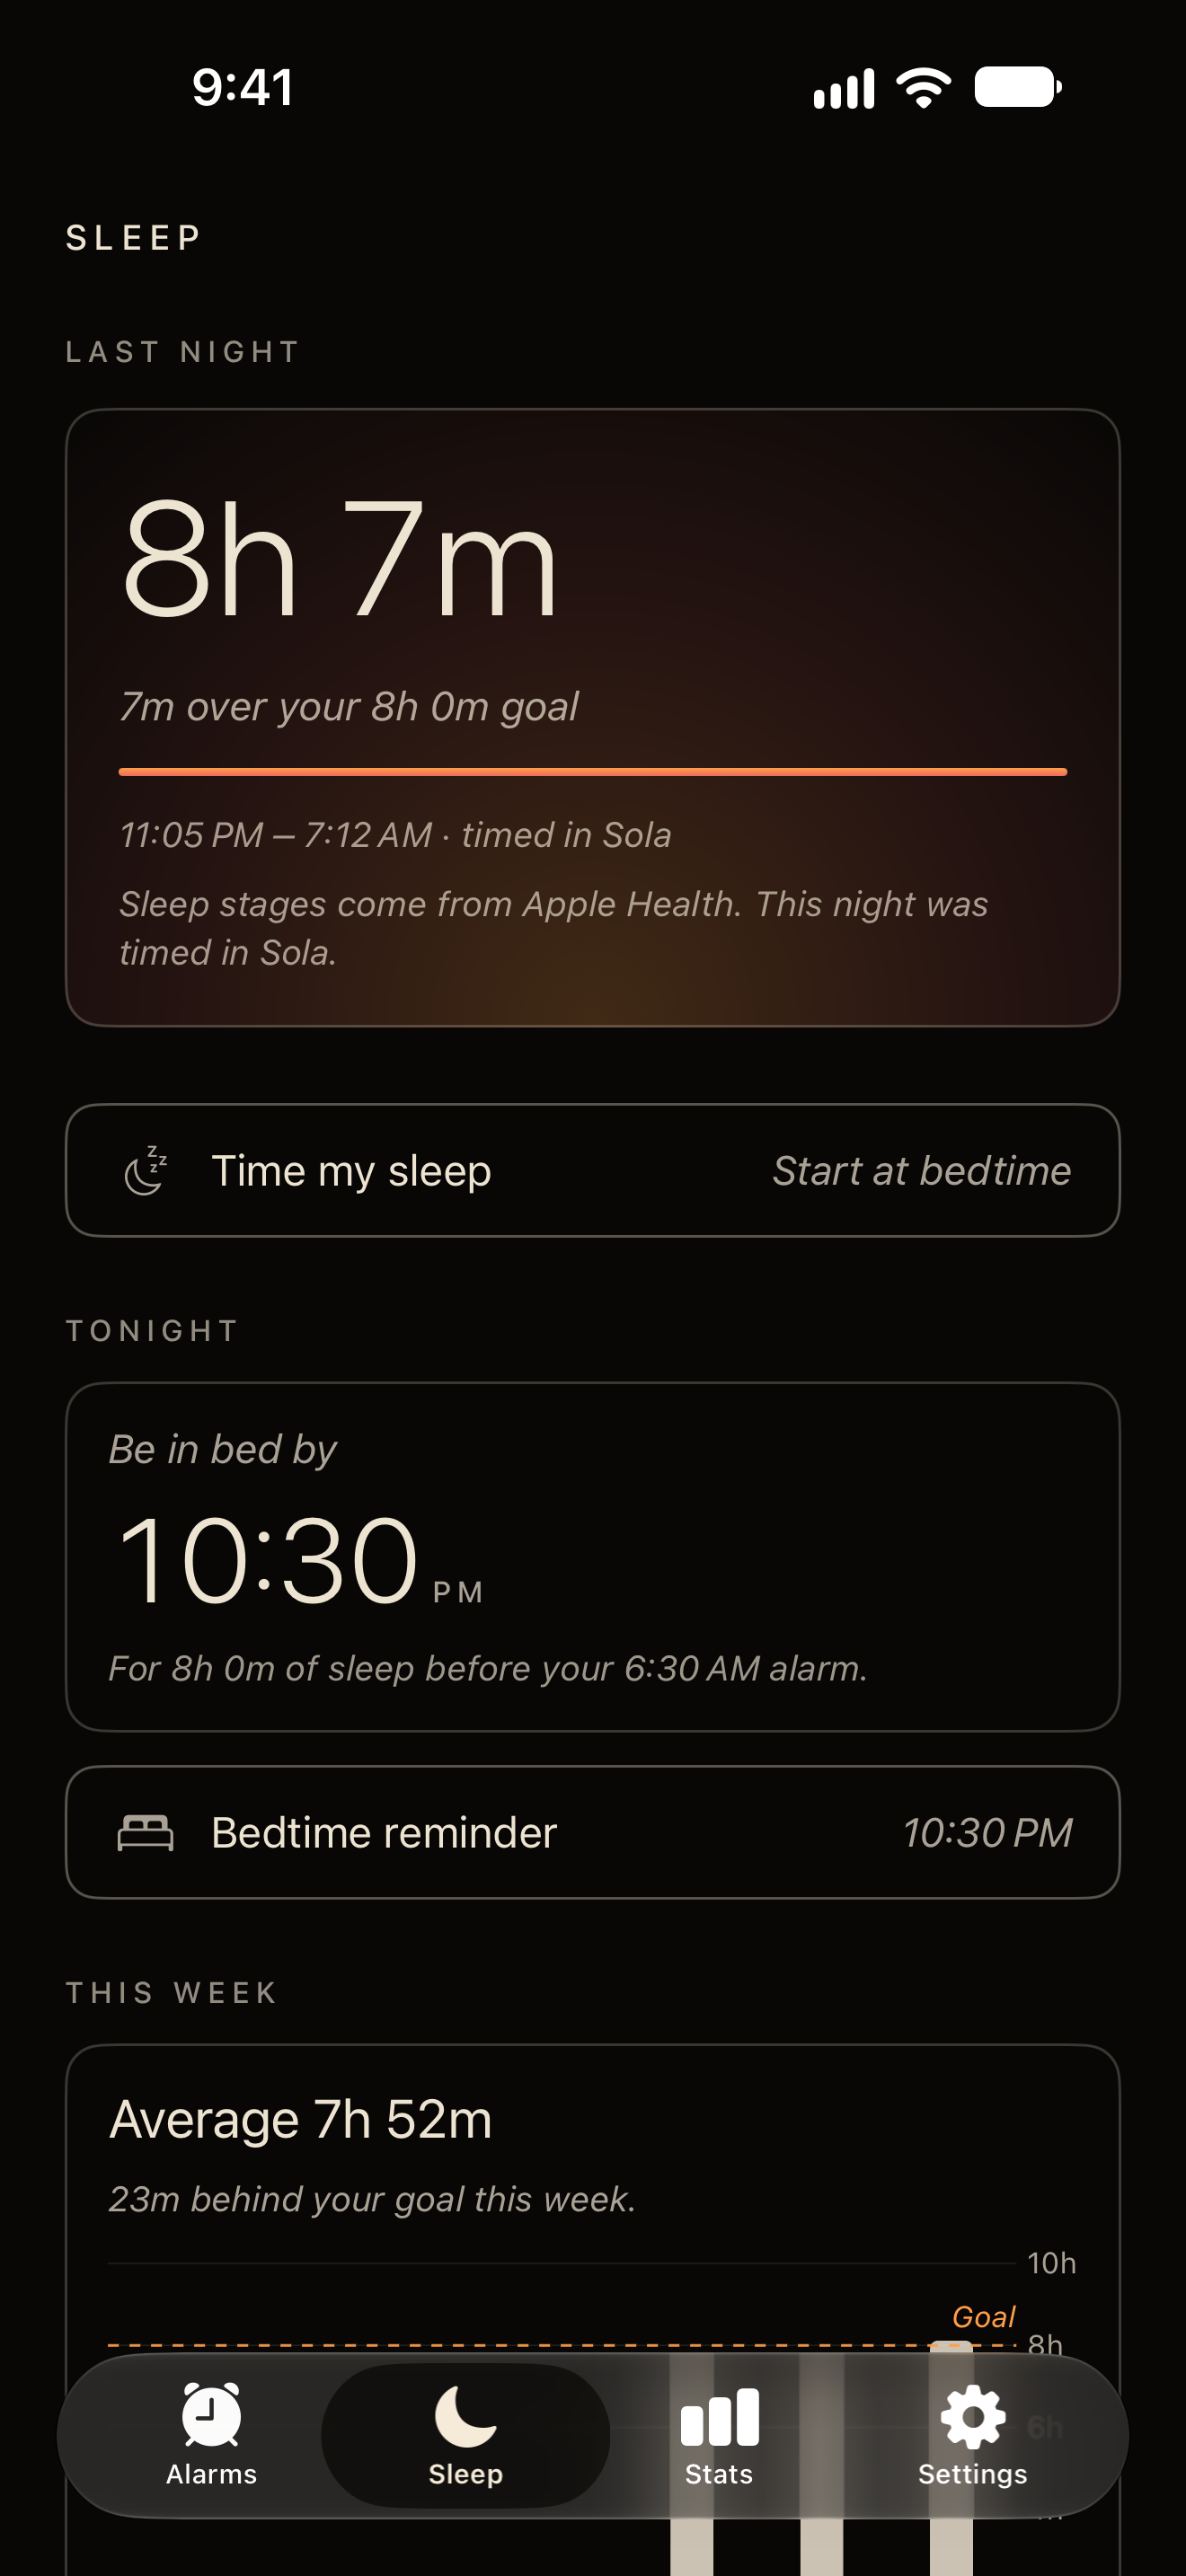 9:41
SLEEP
LAST NIGHT
8h 7m
7m over your 8h 0m goal
11:05 PM – 7:12 AM · timed in Sola
Sleep stages come from Apple Health. This night was
timed in Sola.
Time my sleep
Start at bedtime
TONIGHT
Be in bed by
10:30 PM
For 8h 0m of sleep before your 6:30 AM alarm.
Bedtime reminder
10:30 PM
THIS WEEK
Average 7h 52m
23m behind your goal this week.
10h
Goal
8h
6h
Alarms
Sleep
Stats
Settings